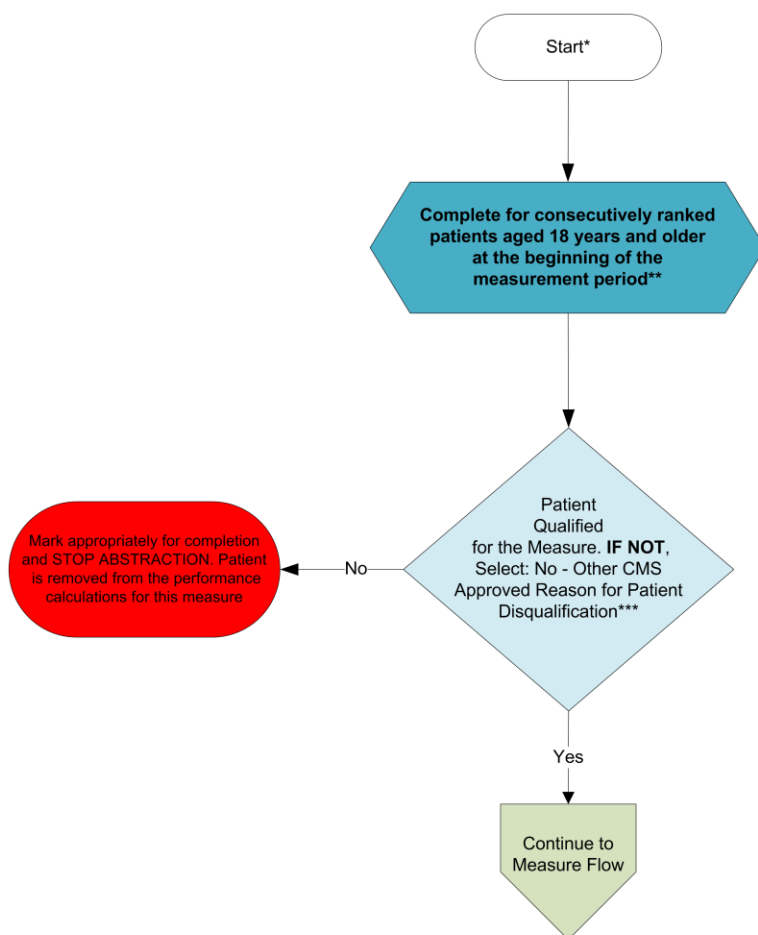 Start*
Complete for consecutively ranked
patients aged 18 years and older
at the beginning of the
measurement period**
Patient
Qualified
for the Measure. IF NOT,
Select: No - Other CMS
Approved Reason for Patient
Disqualification***
No
Mark appropriately for completion
and STOP ABSTRACTION. Patient
is removed from the performance
calculations for this measure
Yes
Continue to
Measure Flow